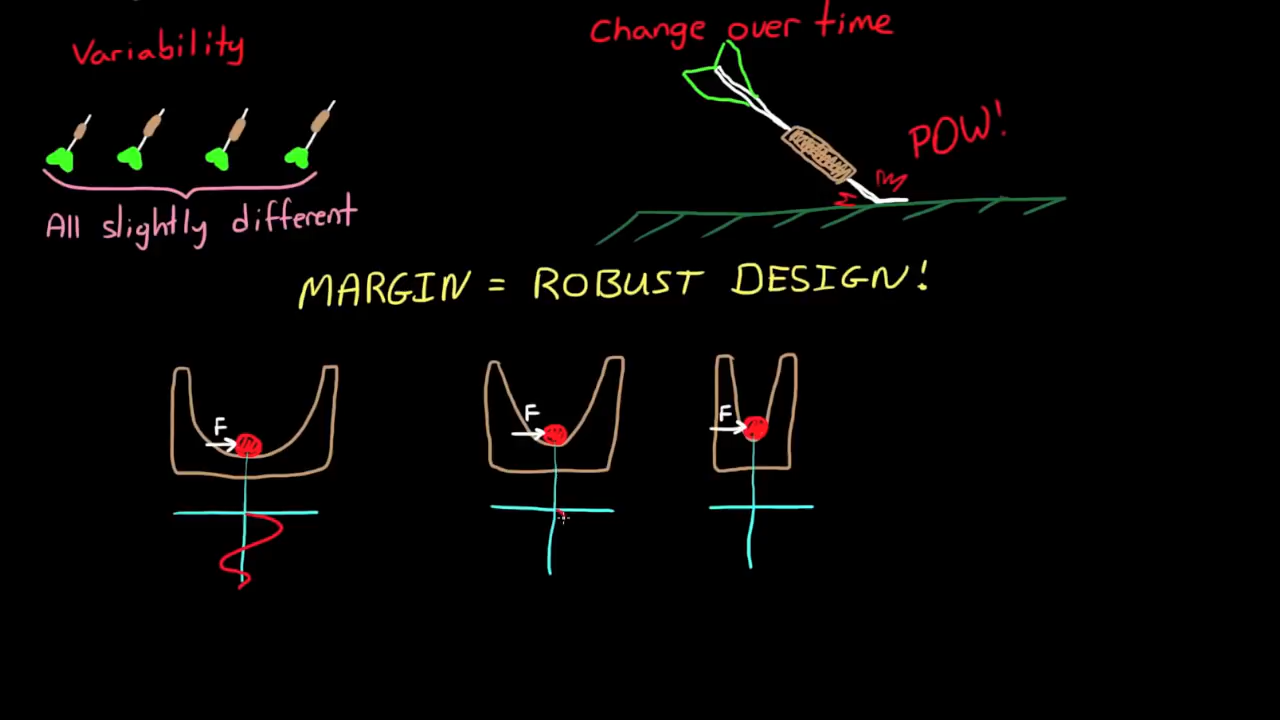 Variability
Change over time
POW!
All slightly different
MARGIN = ROBUST DESIGN!
F
F
F